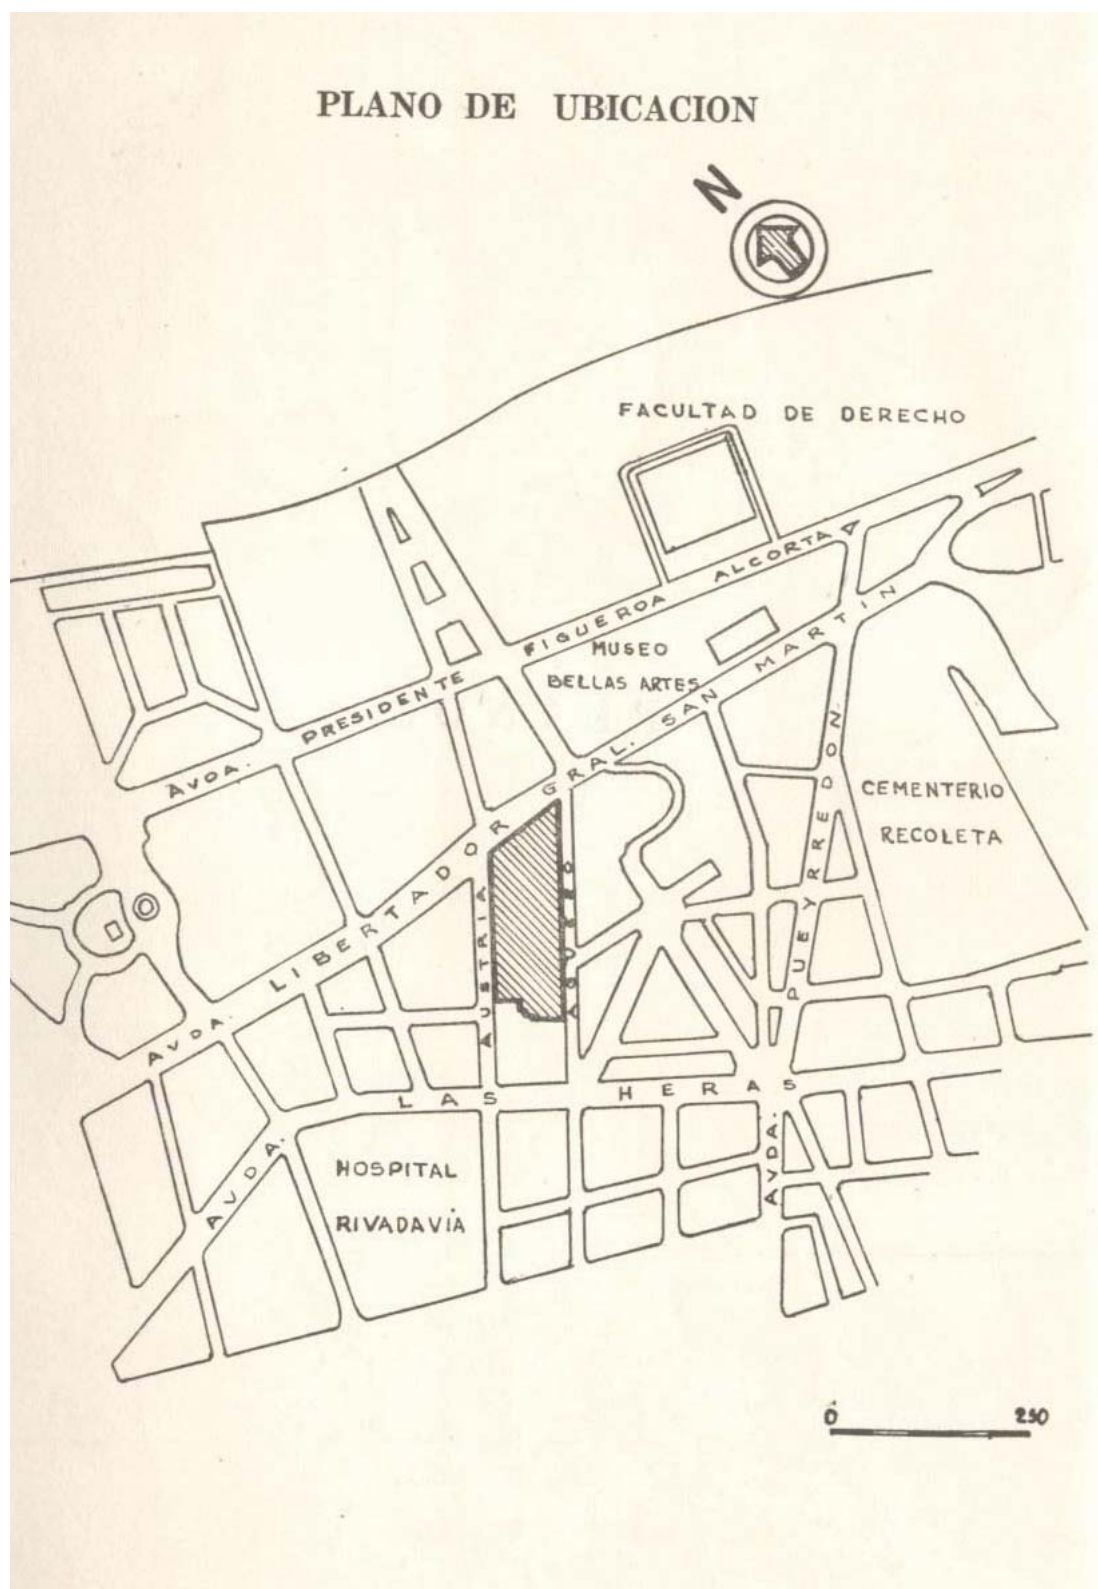 PLANO DE UBICACION
N
FACULTAD DE DERECHO
AVDA. PRESIDENTE FIGUEROA ALCORTA
MUSEO
BELLAS ARTES
AVDA. LIBERTADOR GRAL. SAN MARTIN
PUEYRREDON
AVDA.
CEMENTERIO
RECOLETA
AUSTRIA
AGUERO
AVDA. LAS HERAS
HOSPITAL
RIVADAVIA
0 250